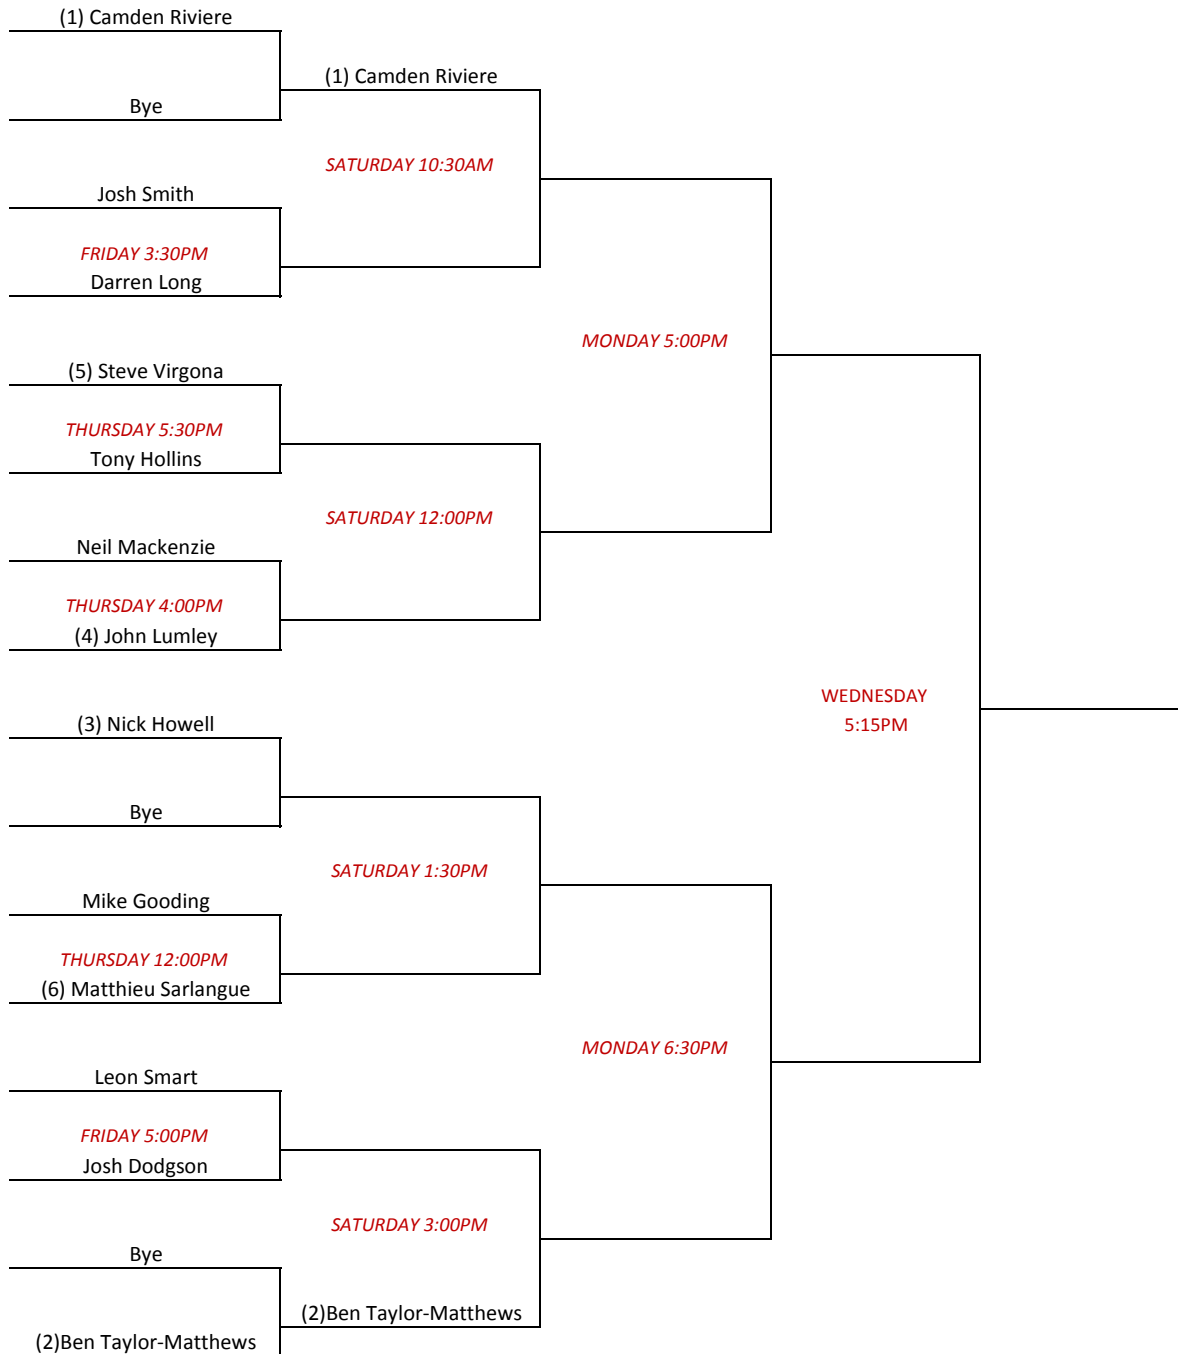 (1) Camden Riviere
(1) Camden Riviere
Bye
SATURDAY 10:30AM
Josh Smith
FRIDAY 3:30PM
Darren Long
MONDAY 5:00PM
(5) Steve Virgona
THURSDAY 5:30PM
Tony Hollins
SATURDAY 12:00PM
Neil Mackenzie
THURSDAY 4:00PM
(4) John Lumley
WEDNESDAY
5:15PM
(3) Nick Howell
Bye
SATURDAY 1:30PM
Mike Gooding
THURSDAY 12:00PM
(6) Matthieu Sarlangue
MONDAY 6:30PM
Leon Smart
FRIDAY 5:00PM
Josh Dodgson
SATURDAY 3:00PM
Bye
(2)Ben Taylor-Matthews
(2)Ben Taylor-Matthews